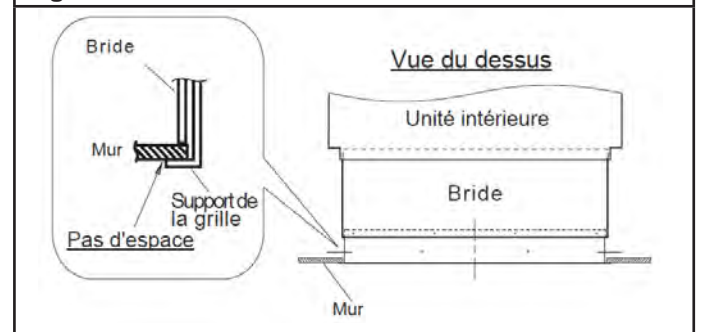 Bride
Mur
Support de
la grille
Pas d'espace
Vue du dessus
Unité intérieure
Bride
Mur